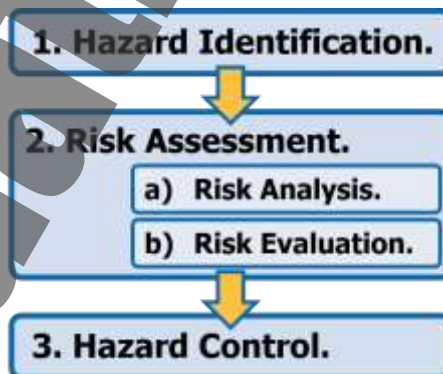 1. Hazard Identification.
2. Risk Assessment.
a) Risk Analysis.
b) Risk Evaluation.
3. Hazard Control.